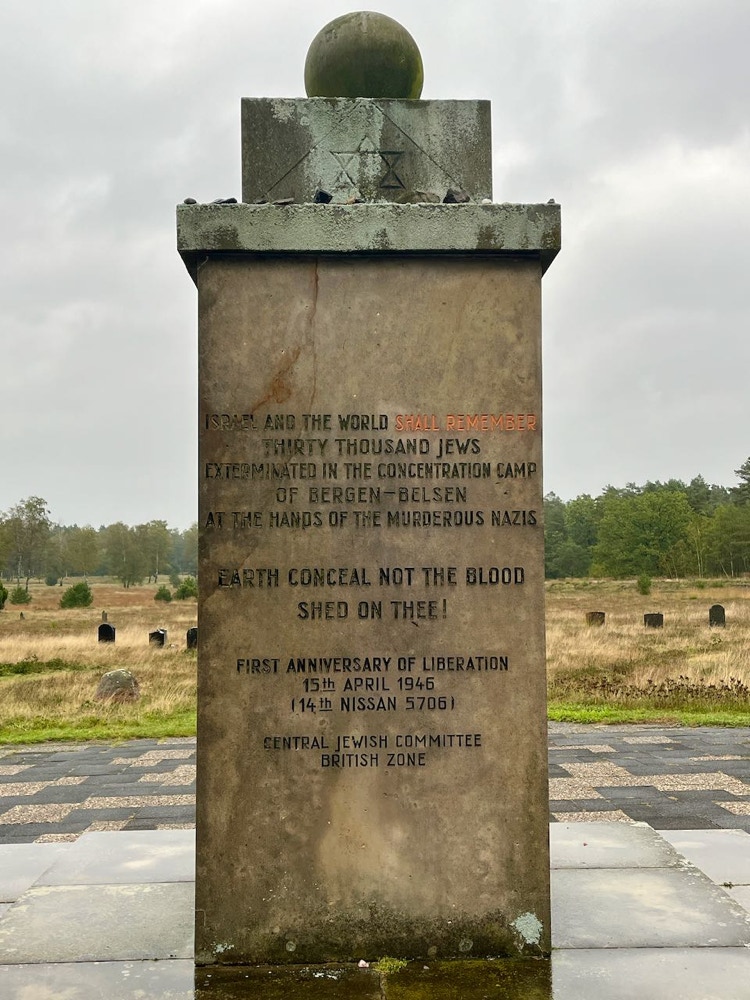 ISRAEL AND THE WORLD SHALL REMEMBER
THIRTY THOUSAND JEWS
EXTERMINATED IN THE CONCENTRATION CAMP
OF BERGEN-BELSEN
AT THE HANDS OF THE MURDEROUS NAZIS
EARTH CONCEAL NOT THE BLOOD
SHED ON THEE!
FIRST ANNIVERSARY OF LIBERATION
15th APRIL 1946
(14th NISSAN 5706)
CENTRAL JEWISH COMMITTEE
BRITISH ZONE